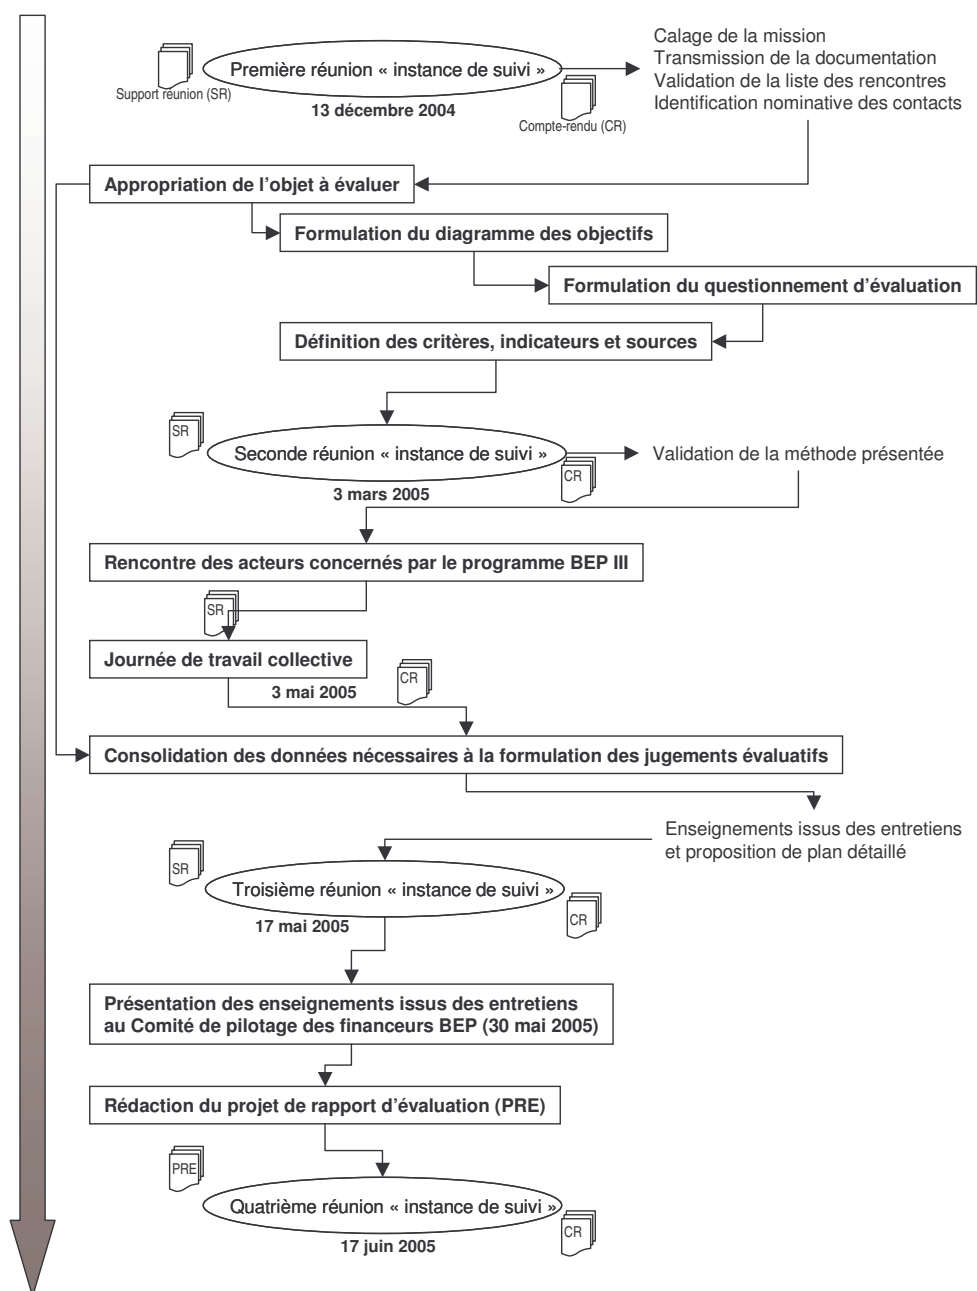 Première réunion « instance de suivi »
Support réunion (SR)
13 décembre 2004
Compte-rendu (CR)
Calage de la mission
Transmission de la documentation
Validation de la liste des rencontres
Identification nominative des contacts
Appropriation de l'objet à évaluer
Formulation du diagramme des objectifs
Formulation du questionnement d'évaluation
Définition des critères, indicateurs et sources
SR
Seconde réunion « instance de suivi »
3 mars 2005
CR
Validation de la méthode présentée
Rencontre des acteurs concernés par le programme BEP III
SR
Journée de travail collective
3 mai 2005
CR
Consolidation des données nécessaires à la formulation des jugements évaluatifs
Enseignements issus des entretiens
et proposition de plan détaillé
SR
Troisième réunion « instance de suivi »
17 mai 2005
CR
Présentation des enseignements issus des entretiens
au Comité de pilotage des financeurs BEP (30 mai 2005)
Rédaction du projet de rapport d'évaluation (PRE)
PRE
Quatrième réunion « instance de suivi »
17 juin 2005
CR